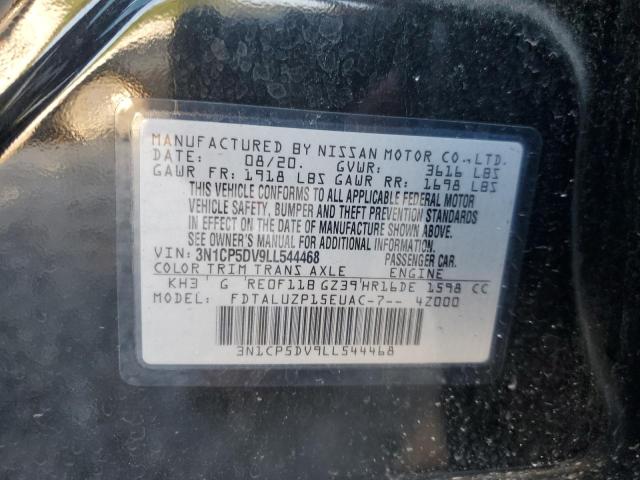 MANUFACTURED BY NISSAN MOTOR CO.,LTD.
DATE: 08/20. GVWR: 3616 LBS
GAWR FR: 1918 LBS GAWR RR: 1698 LBS
THIS VEHICLE CONFORMS TO ALL APPLICABLE FEDERAL MOTOR
VEHICLE SAFETY, BUMPER AND THEFT PREVENTION STANDARDS
IN EFFECT ON THE DATE OF MANUFACTURE SHOWN ABOVE.
SEE OWNER'S MANUAL FOR ADDITIONAL INFORMATION.
VIN: 3N1CP5DV9LL544468 PASSENGER CAR.
COLOR TRIM TRANS AXLE ENGINE
KH3 G RE0F11B GZ39 HR16DE 1598 CC
MODEL: FDTALUZP15EUAC-7-- 4Z000
3N1CP5DV9LL544468